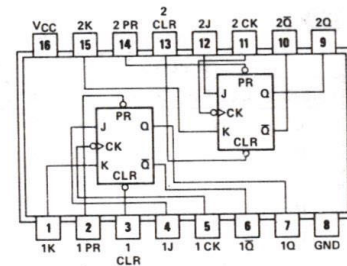 2
VCC 2K 2 PR CLR 2J 2 CK 2Q̅ 2Q
16 15 14 13 12 11 10 9
PR
J Q
CK
K Q̅
CLR
PR
J Q
CK
K Q̅
CLR
1 2 3 4 5 6 7 8
1K 1 PR 1 1J 1 CK 1Q̅ 1Q GND
CLR